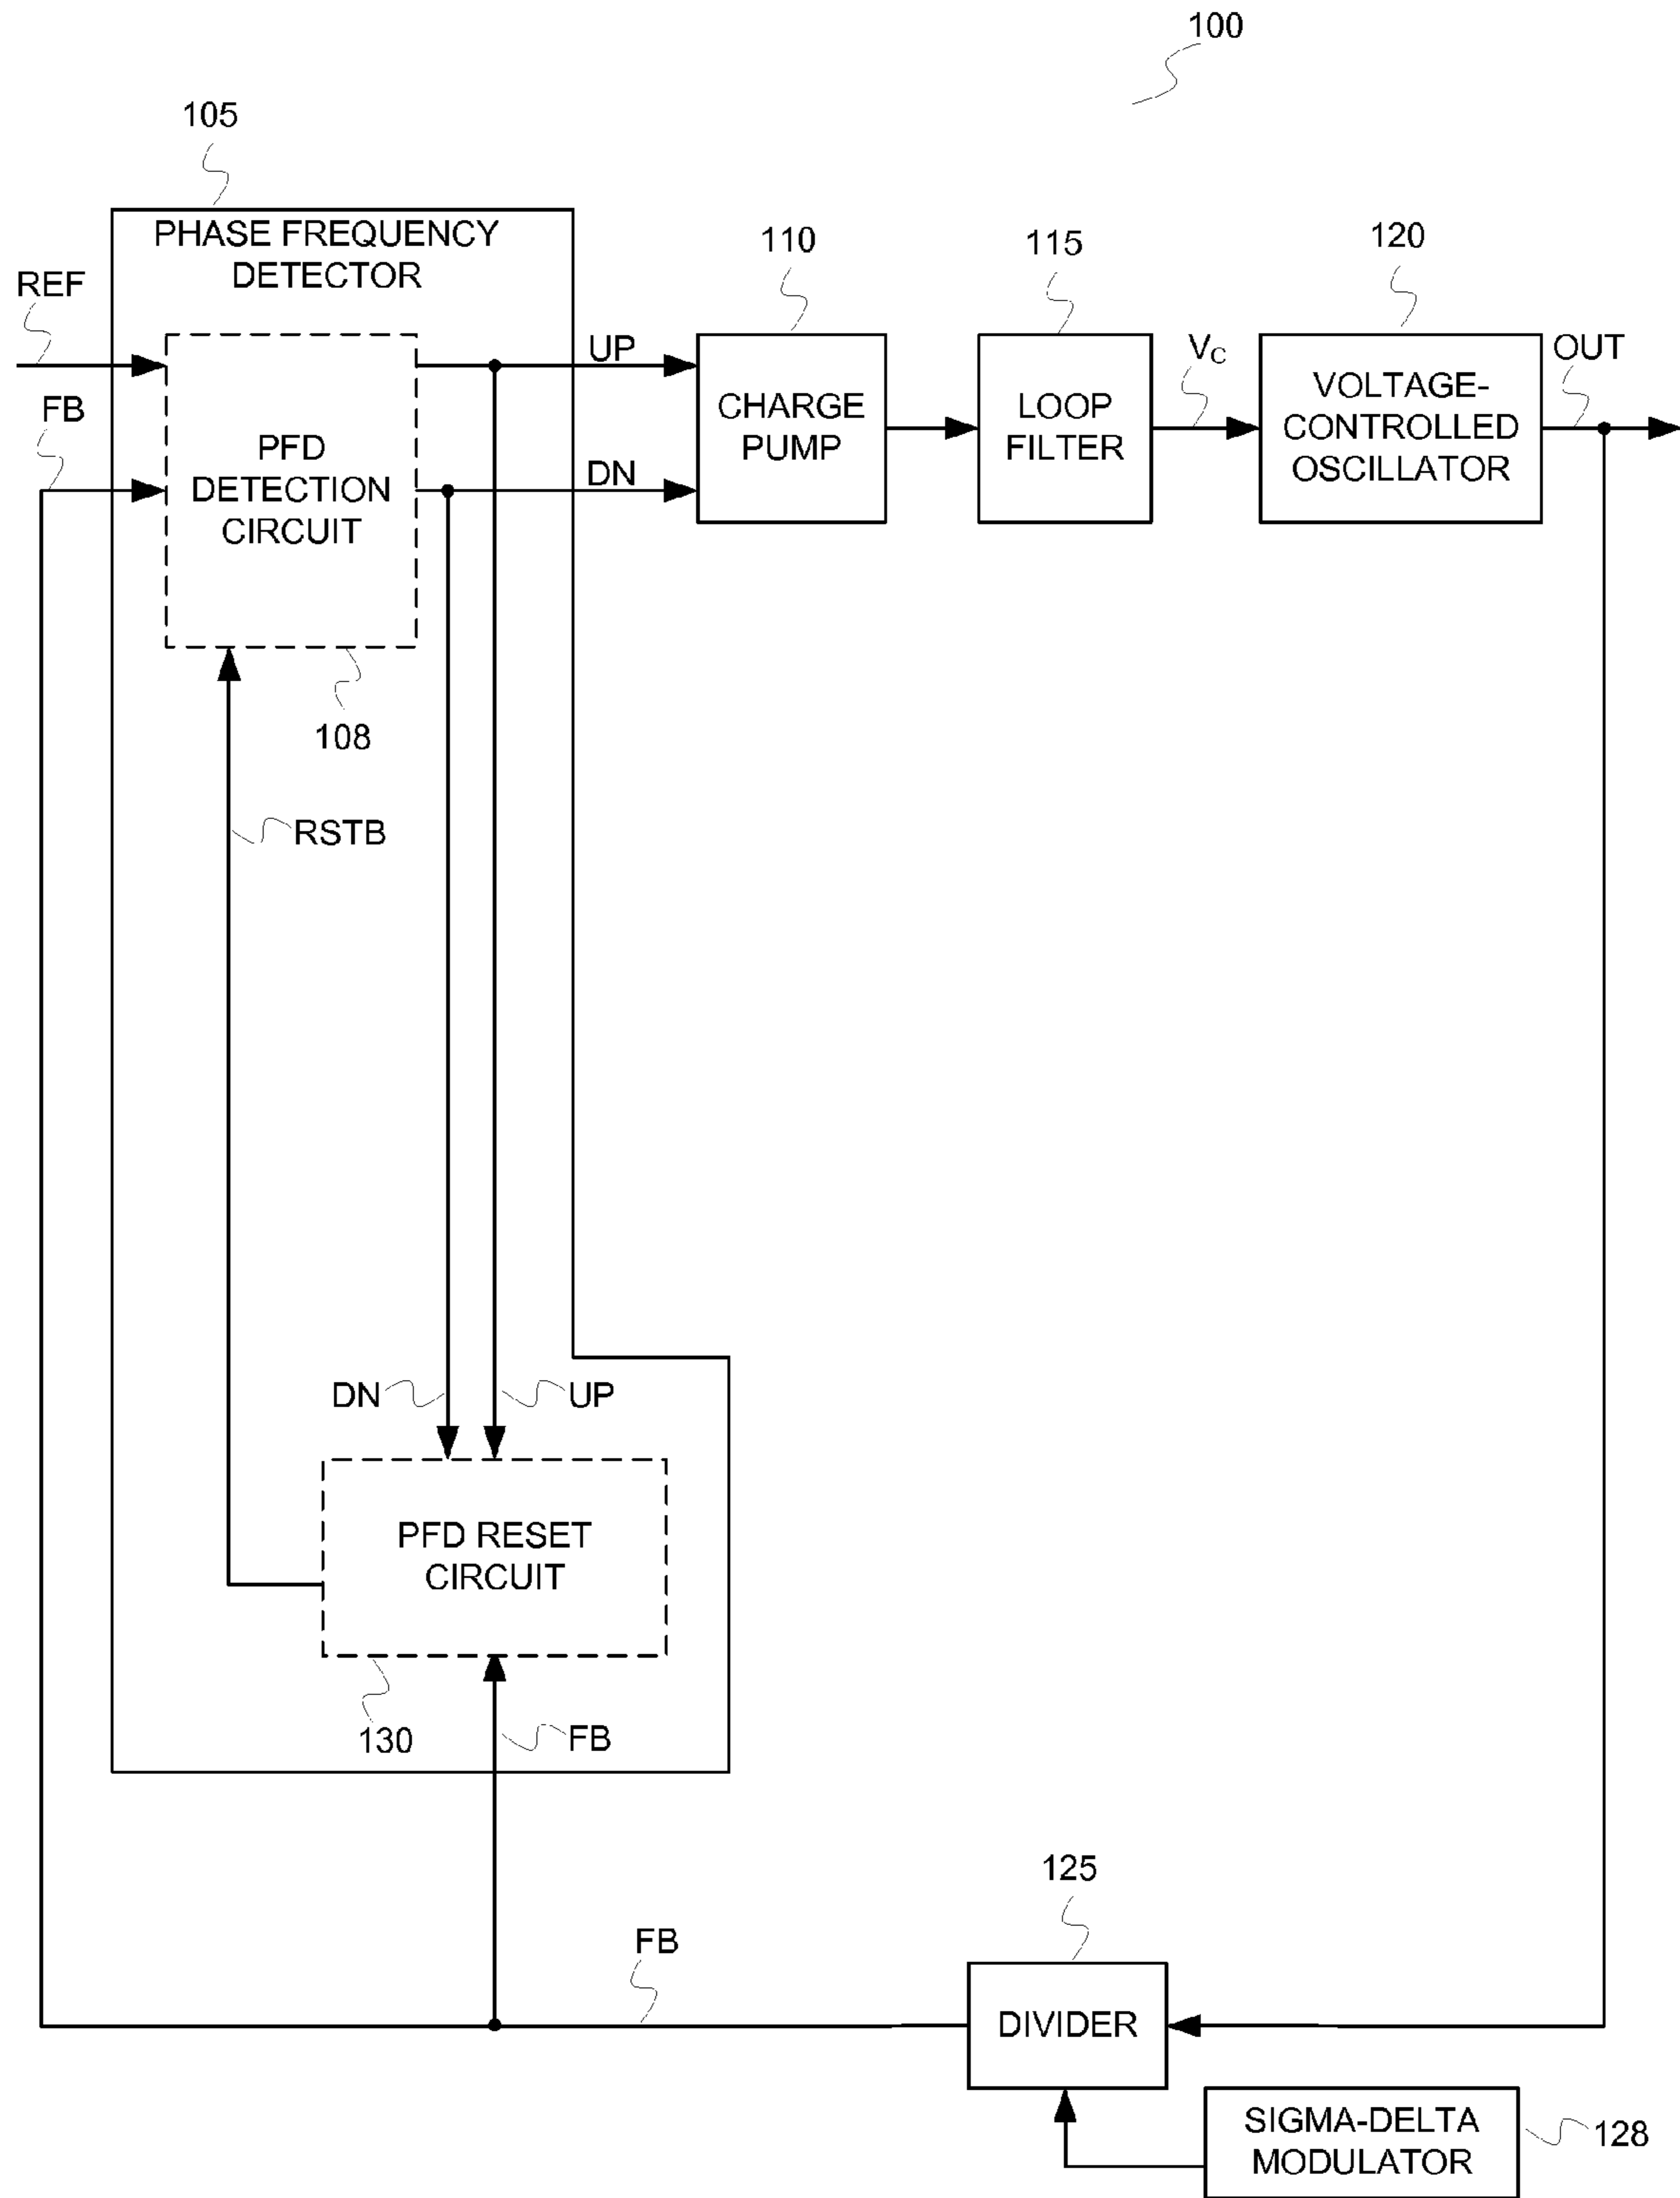 100
105
PHASE FREQUENCY
DETECTOR
110
115
120
REF
UP
VC
OUT
FB
PFD
DETECTION
CIRCUIT
CHARGE
PUMP
LOOP
FILTER
VOLTAGE-
CONTROLLED
OSCILLATOR
DN
108
RSTB
DN
UP
PFD RESET
CIRCUIT
130
FB
125
FB
DIVIDER
SIGMA-DELTA
MODULATOR
128